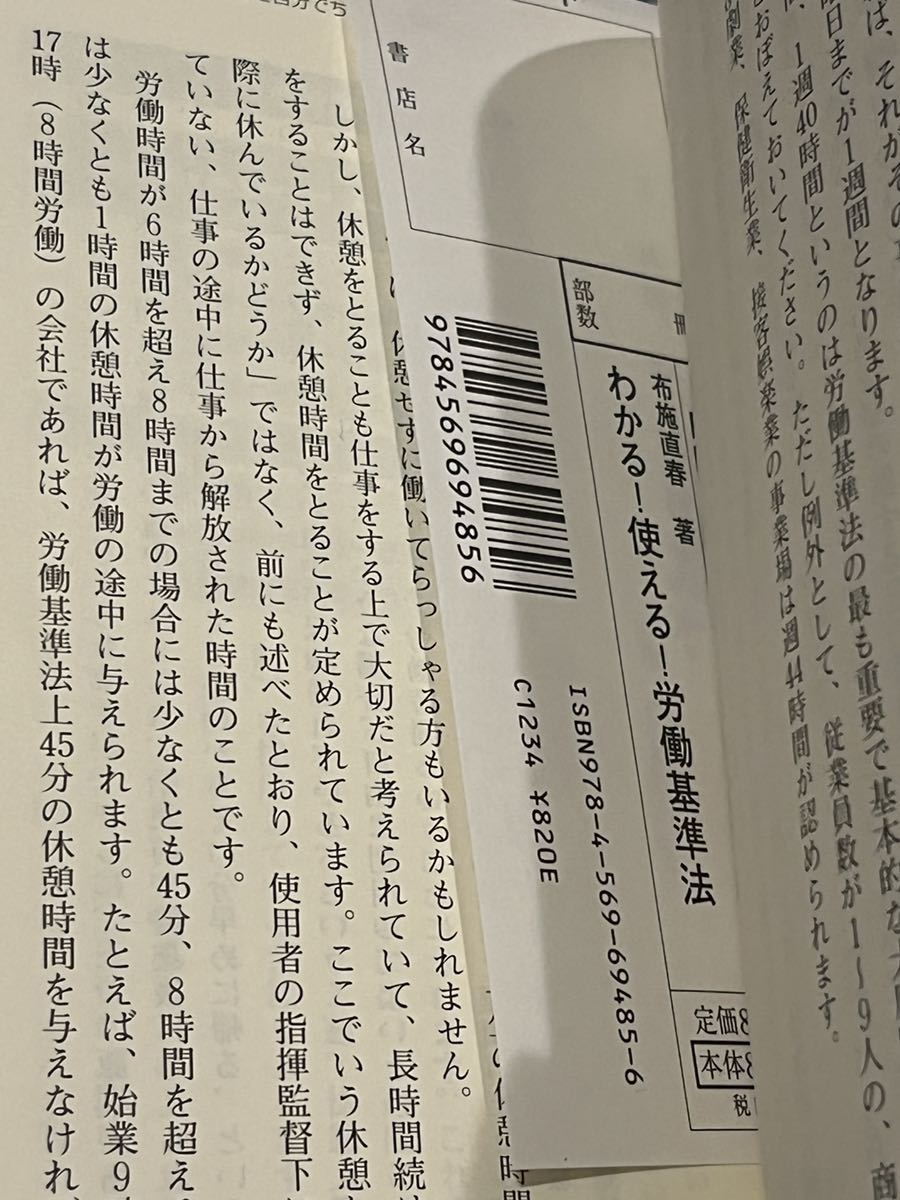 は、それがその
曜日までが1週間となります。
1週40時間というのは労働基準法の最も重要で基本的な
おぼえておいてください。ただし例外として、従業員数が1〜9人の、商
保健衛生業、接客娯楽業の事業場は週44時間が認められます。
書店名
部数
冊
布施直春 著
わかる!使える!労働基準法
定価8
本体8
税
9784569694856
ISBN978-4-569-69485-6
C1234 ¥820E
休憩せずに働いてらっしゃる方もいるかもしれません。
しかし、休憩をとることも仕事をする上で大切だと考えられていて、長時間続け
をすることはできず、休憩時間をとることが定められています。ここでいう休憩
際に休んでいるかどうか」ではなく、前にも述べたとおり、使用者の指揮監督下
ていない、仕事の途中に仕事から解放された時間のことです。
労働時間が6時間を超え8時間までの場合には少なくとも45分、8時間を超え
は少なくとも1時間の休憩時間が労働の途中に与えられます。たとえば、始業9
17時(8時間労働)の会社であれば、労働基準法上45分の休憩時間を与えなけれ